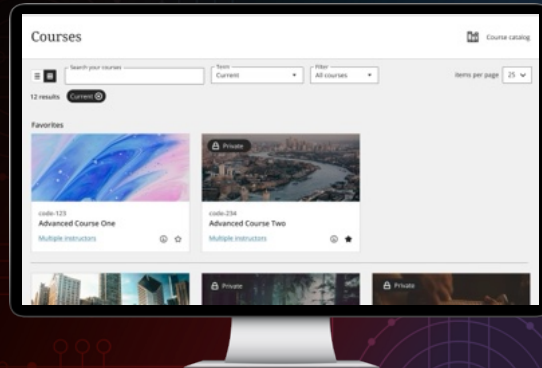 Courses
Course catalog
Search your courses
Term
Current
Filter
All courses
Items per page
25
12 results
Current
Favorites
Private
code-123
Advanced Course One
Multiple instructors
code-234
Advanced Course Two
Multiple instructors
Private
Private